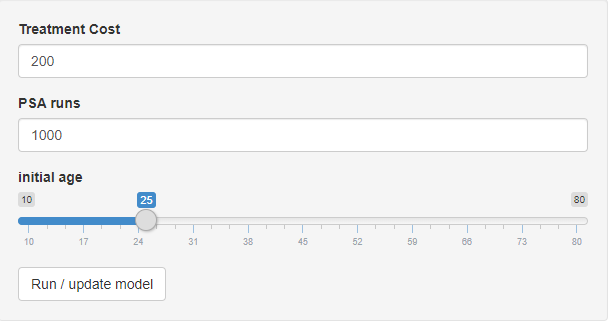 Treatment Cost
200
PSA runs
1000
initial age
10 25 80
10 17 24 31 38 45 52 59 66 73 80
Run / update model